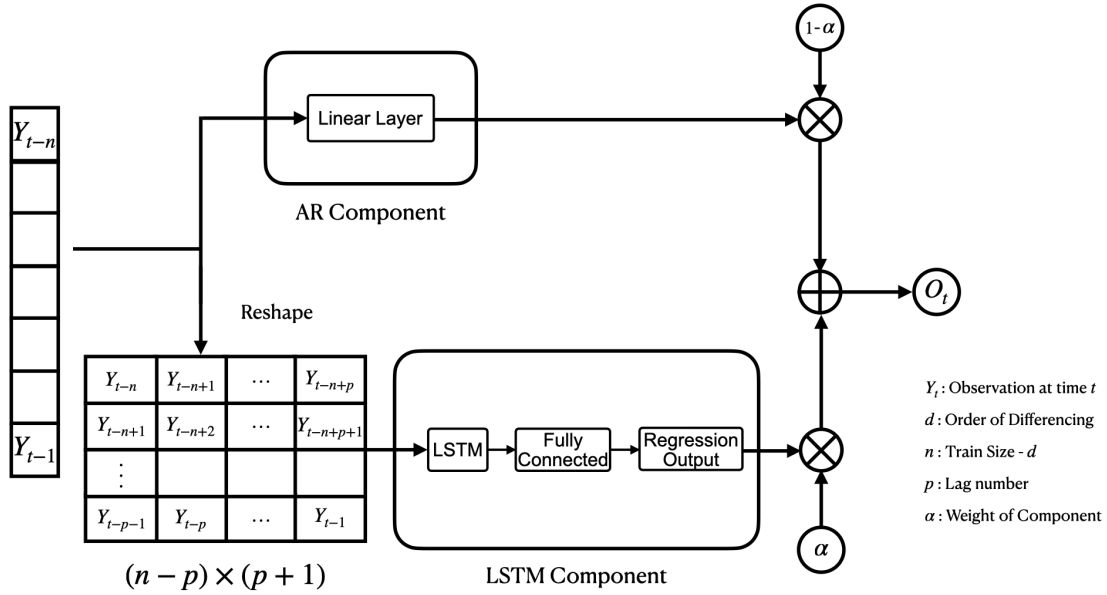 1-α
Linear Layer
AR Component
Y_{t−n}
Y_{t−1}
Reshape
Y_{t−n} Y_{t−n+1} … Y_{t−n+p}
Y_{t−n+1} Y_{t−n+2} … Y_{t−n+p+1}
⋮
Y_{t−p−1} Y_{t−p} … Y_{t−1}
(n − p) × (p + 1)
LSTM
Fully
Connected
Regression
Output
LSTM Component
α
O_t
Y_t : Observation at time t
d : Order of Differencing
n : Train Size - d
p : Lag number
α : Weight of Component